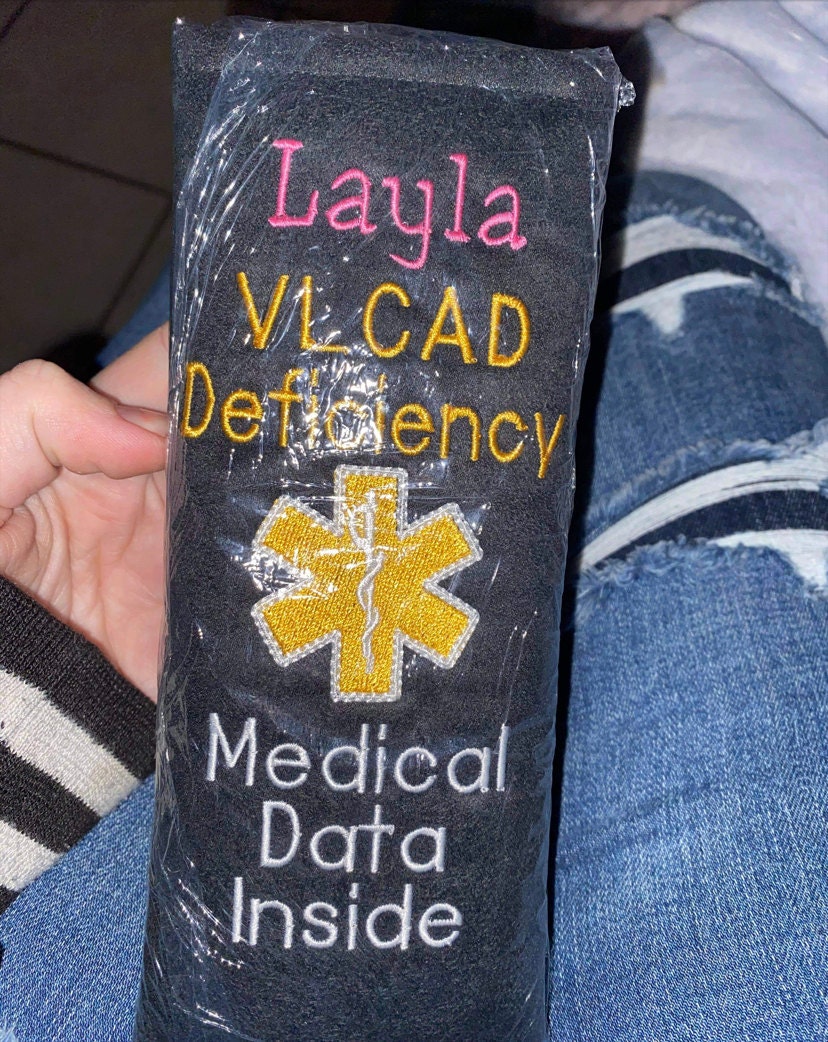 Layla
VLCAD
Deficiency
Medical
Data
Inside